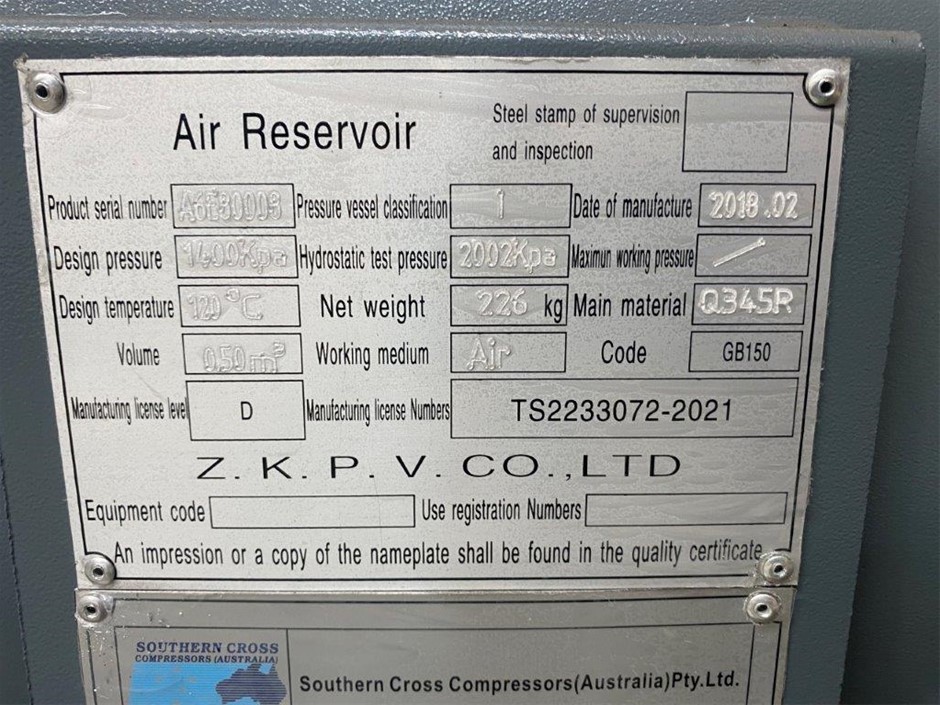 Air Reservoir
Steel stamp of supervision
and inspection
Product serial number Pressure vessel classification 1 Date of manufacture 2018.02
Design pressure 1400Kpa Hydrostatic test pressure 2002Kpa Maximun working pressure /
Design temperature 120°C Net weight 226 kg Main material Q345R
Volume 0.50m³ Working medium Air Code GB150
Manufacturing license level D Manufacturing license Numbers TS2233072-2021
Z.K.P.V.CO.,LTD
Equipment code Use registration Numbers
An impression or a copy of the nameplate shall be found in the quality certificate
SOUTHERN CROSS
COMPRESSORS (AUSTRALIA)
Southern Cross Compressors(Australia)Pty.Ltd.